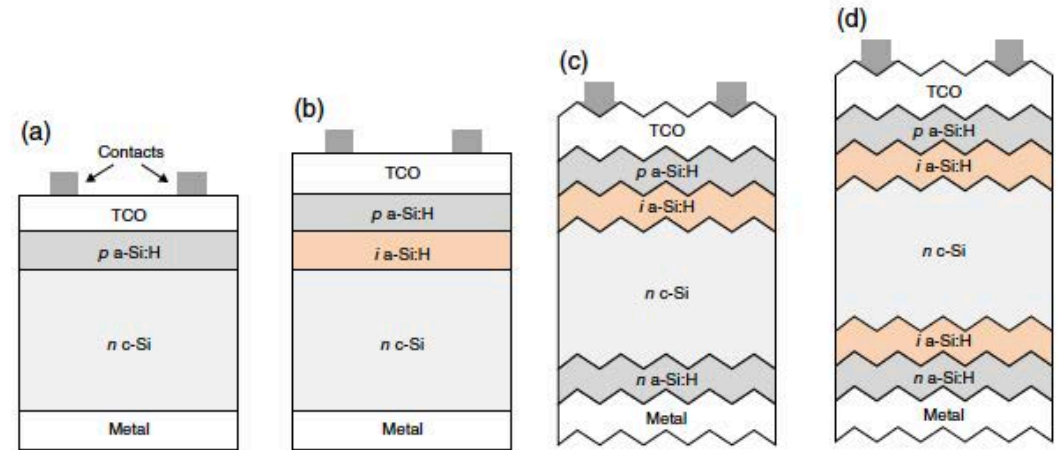 (a)
Contacts
TCO
p a-Si:H
n c-Si
Metal
(b)
TCO
p a-Si:H
i a-Si:H
n c-Si
Metal
(c)
TCO
p a-Si:H
i a-Si:H
n c-Si
n a-Si:H
Metal
(d)
TCO
p a-Si:H
i a-Si:H
n c-Si
i a-Si:H
n a-Si:H
Metal